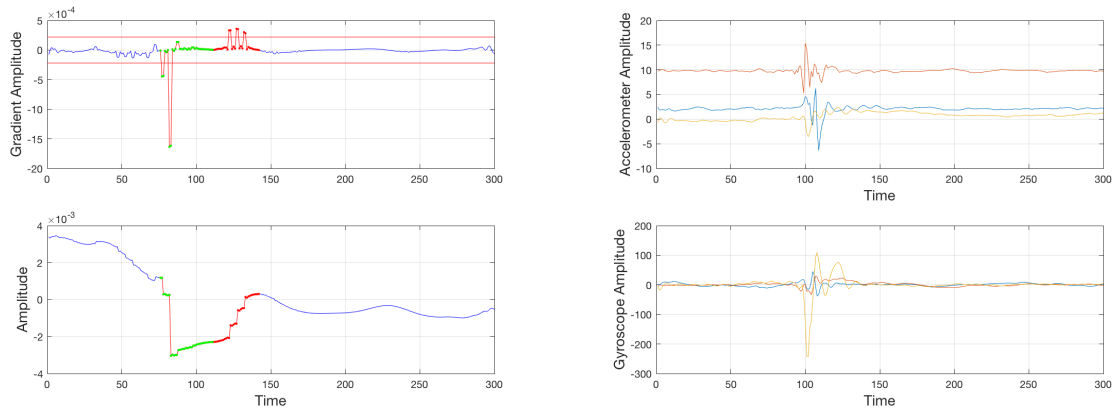 ×10⁻⁴
5
0
-5
-10
-15
-20
Gradient Amplitude
0 50 100 150 200 250 300
Time
20
15
10
5
0
-5
-10
Accelerometer Amplitude
0 50 100 150 200 250 300
Time
×10⁻³
4
2
0
-2
-4
Amplitude
0 50 100 150 200 250 300
Time
200
100
0
-100
-200
-300
Gyroscope Amplitude
0 50 100 150 200 250 300
Time